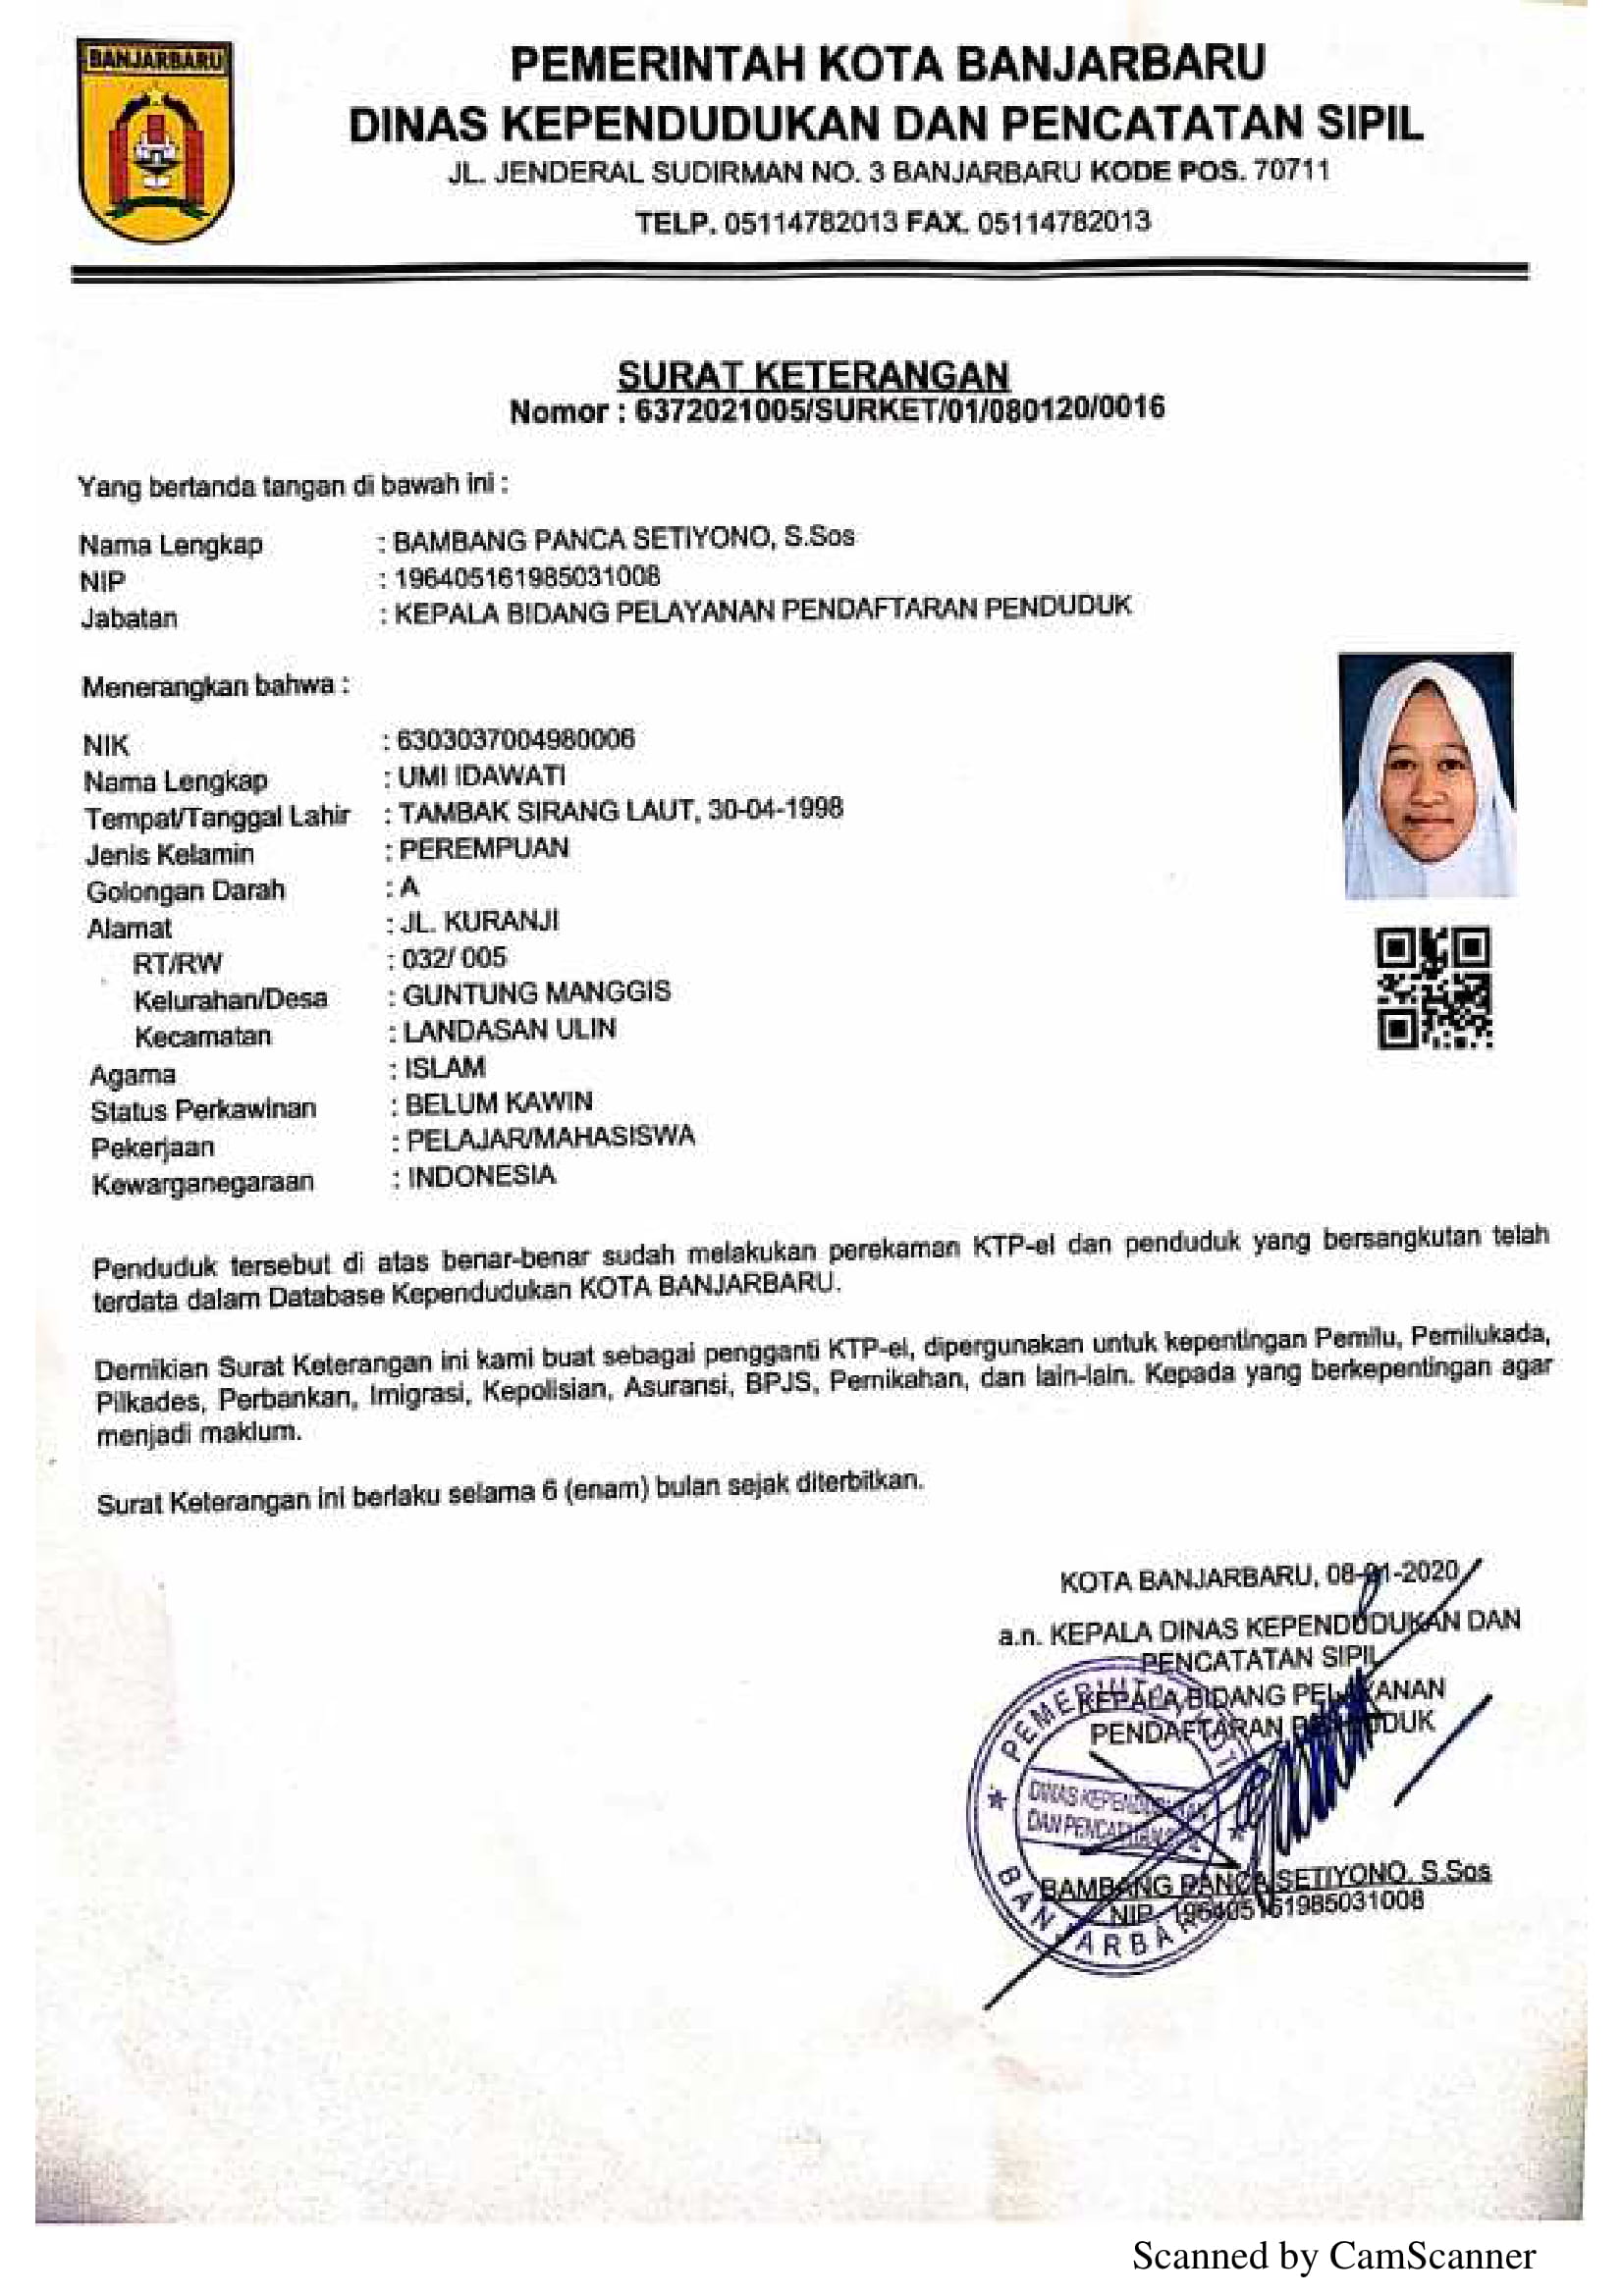 BANJARBARU
PEMERINTAH KOTA BANJARBARU
DINAS KEPENDUDUKAN DAN PENCATATAN SIPIL
JL. JENDERAL SUDIRMAN NO. 3 BANJARBARU KODE POS. 70711
TELP. 05114782013 FAX. 05114782013
SURAT KETERANGAN
Nomor : 6372021005/SURKET/01/080120/0016
Yang bertanda tangan di bawah ini :
Nama Lengkap : BAMBANG PANCA SETIYONO, S.Sos
NIP : 196405161985031008
Jabatan : KEPALA BIDANG PELAYANAN PENDAFTARAN PENDUDUK
Menerangkan bahwa :
NIK : 6303037004980006
Nama Lengkap : UMI IDAWATI
Tempat/Tanggal Lahir : TAMBAK SIRANG LAUT, 30-04-1998
Jenis Kelamin : PEREMPUAN
Golongan Darah : A
Alamat : JL. KURANJI
RT/RW : 032/ 005
Kelurahan/Desa : GUNTUNG MANGGIS
Kecamatan : LANDASAN ULIN
Agama : ISLAM
Status Perkawinan : BELUM KAWIN
Pekerjaan : PELAJAR/MAHASISWA
Kewarganegaraan : INDONESIA
Penduduk tersebut di atas benar-benar sudah melakukan perekaman KTP-el dan penduduk yang bersangkutan telah
terdata dalam Database Kependudukan KOTA BANJARBARU.
Demikian Surat Keterangan ini kami buat sebagai pengganti KTP-el, dipergunakan untuk kepentingan Pemilu, Pemilukada,
Pilkades, Perbankan, Imigrasi, Kepolisian, Asuransi, BPJS, Pernikahan, dan lain-lain. Kepada yang berkepentingan agar
menjadi maklum.
Surat Keterangan ini berlaku selama 6 (enam) bulan sejak diterbitkan.
KOTA BANJARBARU, 08-01-2020
a.n. KEPALA DINAS KEPENDUDUKAN DAN
PENCATATAN SIPIL
KEPALA BIDANG PELAYANAN
PENDAFTARAN PENDUDUK
BAMBANG PANCA SETIYONO, S.Sos
NIP. 196405161985031008
Scanned by CamScanner